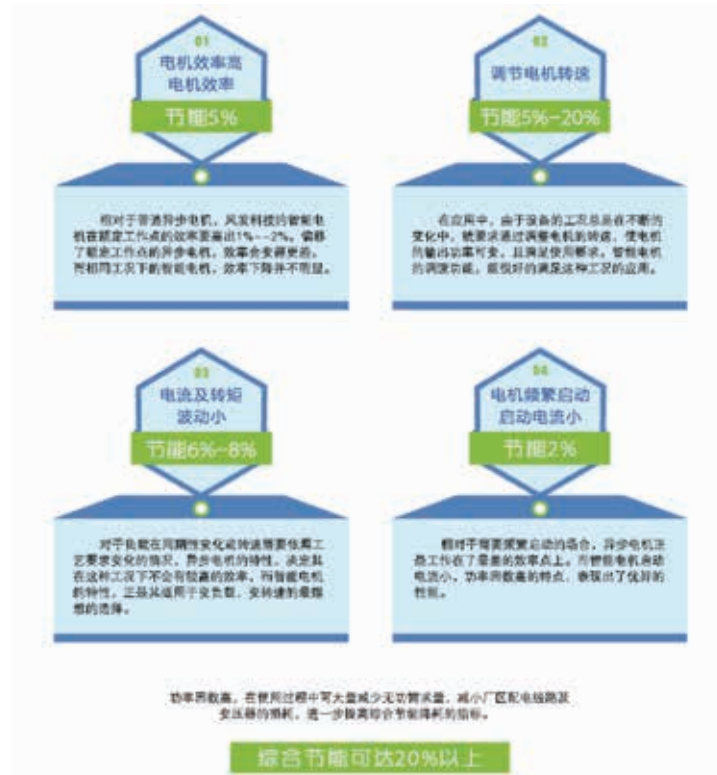 01
电机效率高
电机效率
节能5%
相对于普通异步电机，风发科技的智能电
机在额定工作点的效率要高出1%--2%。偏移
了额定工作点的异步电机，效率会变得更差。
而相同工况下的智能电机，效率下降并不明显。
02
调节电机转速
节能5%-20%
在应用中，由于设备的工况总是在不断的
变化中，就要求通过调整电机的转速，使电机
的输出功率可变，且满足使用要求。智能电机
的调速功能，能很好的满足这种工况的应用。
03
电流及转矩
波动小
节能6%-8%
对于负载在周期性变化或转速需要依照工
艺要求变化的情况，异步电机的特性，决定其
在这种工况下不会有较高的效率。而智能电机
的特性，正是其适用于变负载、变转速的最理
想的选择。
04
电机频繁启动
启动电流小
节能2%
相对于需要频繁启动的场合，异步电机正
是工作在了最差的效率点上。而智能电机启动
电流小、功率因数高的特点，表现出了优好的
性能。
功率因数高，在使用过程中可大量减少无功需求量，减小厂区配电线路及
变压器的损耗，进一步提高综合节能降耗的指标。
综合节能可达20%以上